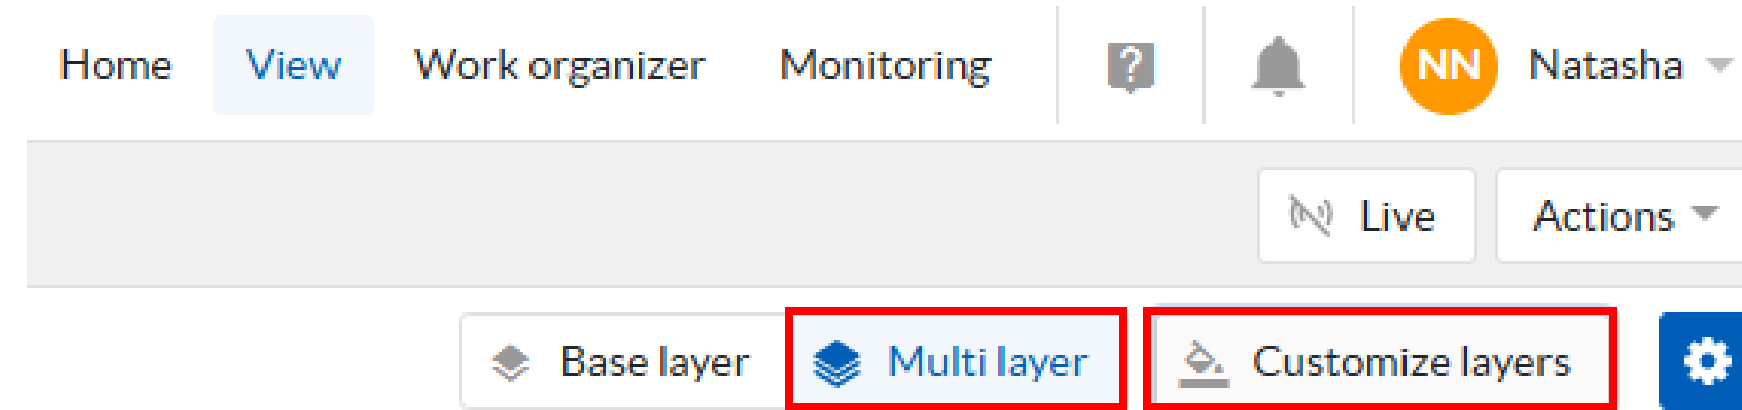 Home View Work organizer Monitoring ? NN Natasha
Live Actions
Base layer Multi layer Customize layers